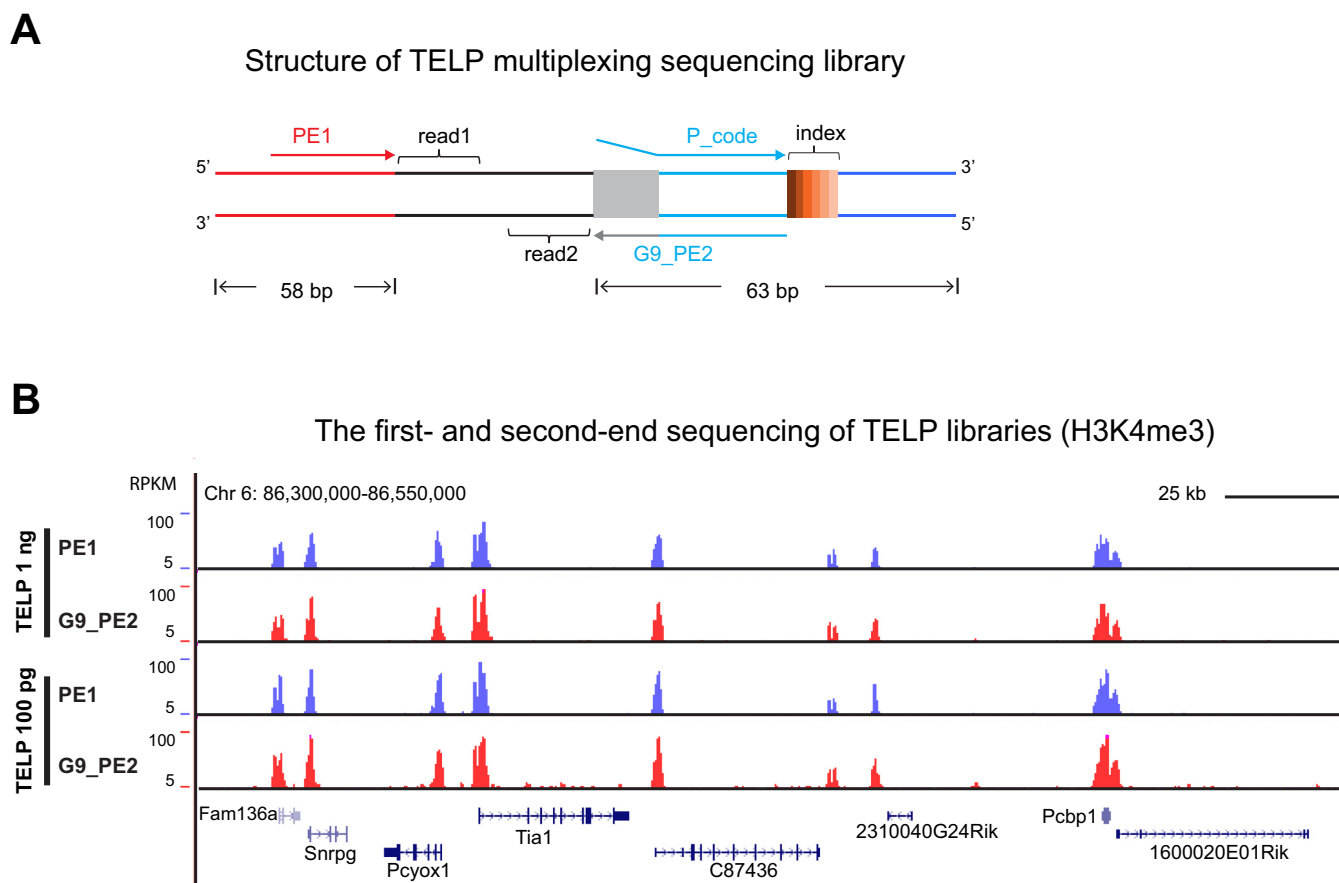 A
Structure of TELP multiplexing sequencing library
PE1
read1
P_code
index
5’
3’
3’
5’
read2
G9_PE2
58 bp
63 bp
B
The first- and second-end sequencing of TELP libraries (H3K4me3)
RPKM
Chr 6: 86,300,000-86,550,000
25 kb
TELP 1 ng
PE1
100
5
G9_PE2
100
5
TELP 100 pg
PE1
100
5
G9_PE2
100
5
Fam136a
Snrpg
Pcyox1
Tia1
C87436
2310040G24Rik
Pcbp1
1600020E01Rik